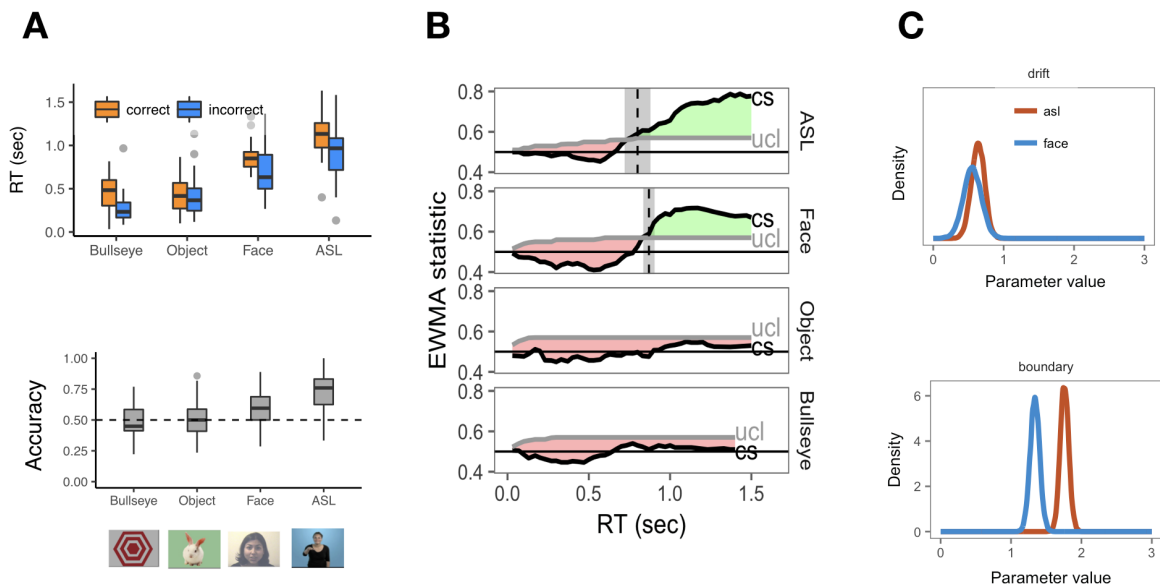 A
RT (sec)
1.5
1.0
0.5
0.0
correct
incorrect
Bullseye
Object
Face
ASL
Accuracy
1.00
0.75
0.50
0.25
0.00
Bullseye
Object
Face
ASL
B
EWMA statistic
0.8
0.6
0.4
cs
ucl
ASL
0.8
0.6
0.4
cs
ucl
Face
0.8
0.6
0.4
ucl
cs
Object
0.8
0.6
0.4
ucl
cs
Bullseye
0.0
0.5
1.0
1.5
RT (sec)
C
drift
Density
asl
face
0
1
2
3
Parameter value
boundary
Density
6
4
2
0
0
1
2
3
Parameter value